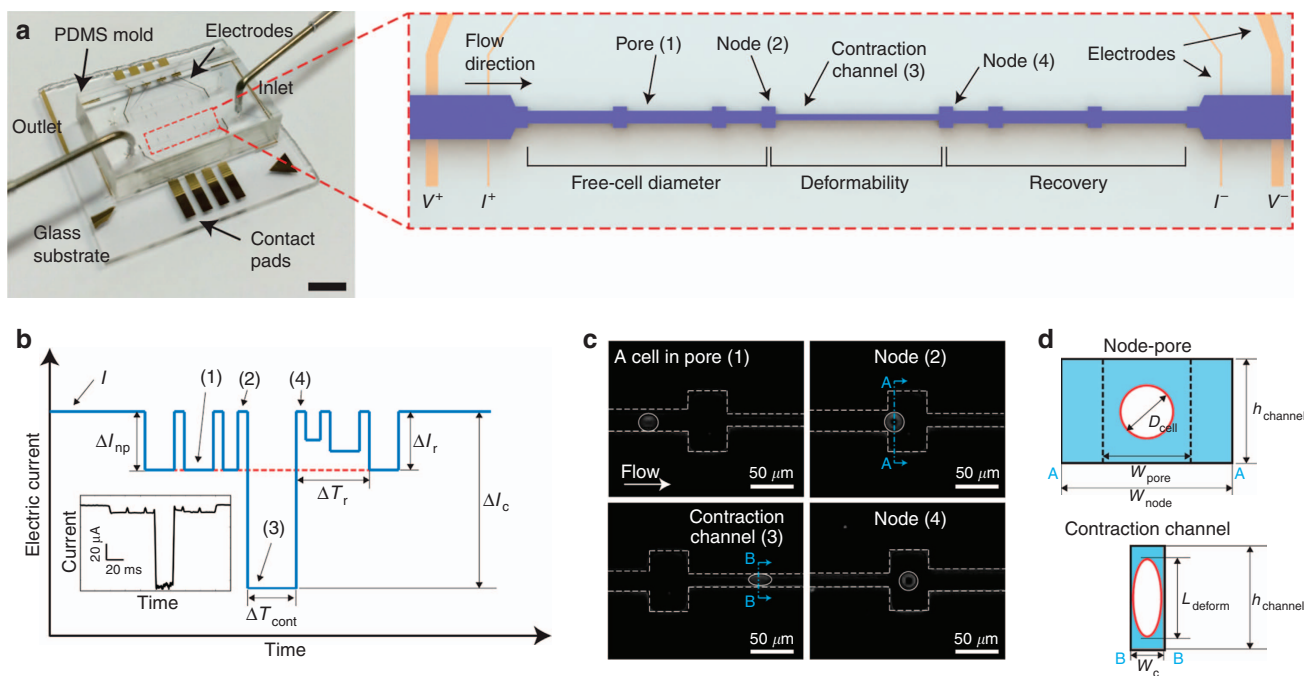 a
PDMS mold
Electrodes
Inlet
Outlet
Glass
substrate
Contact
pads
Flow
direction
Pore (1)
Node (2)
Contraction
channel (3)
Node (4)
Electrodes
Free-cell diameter
Deformability
Recovery
V+
I+
I−
V−
b
Electric current
I
(1)
(2)
(4)
ΔInp
ΔIr
ΔTr
ΔIc
(3)
ΔTcont
Current
20 μA
20 ms
Time
Time
c
A cell in pore (1)
Flow
50 μm
Node (2)
A
A
50 μm
Contraction
channel (3)
B
B
50 μm
Node (4)
50 μm
d
Node-pore
Dcell
hchannel
A
Wpore
A
Wnode
Contraction channel
Ldeform
hchannel
B
Wc
B